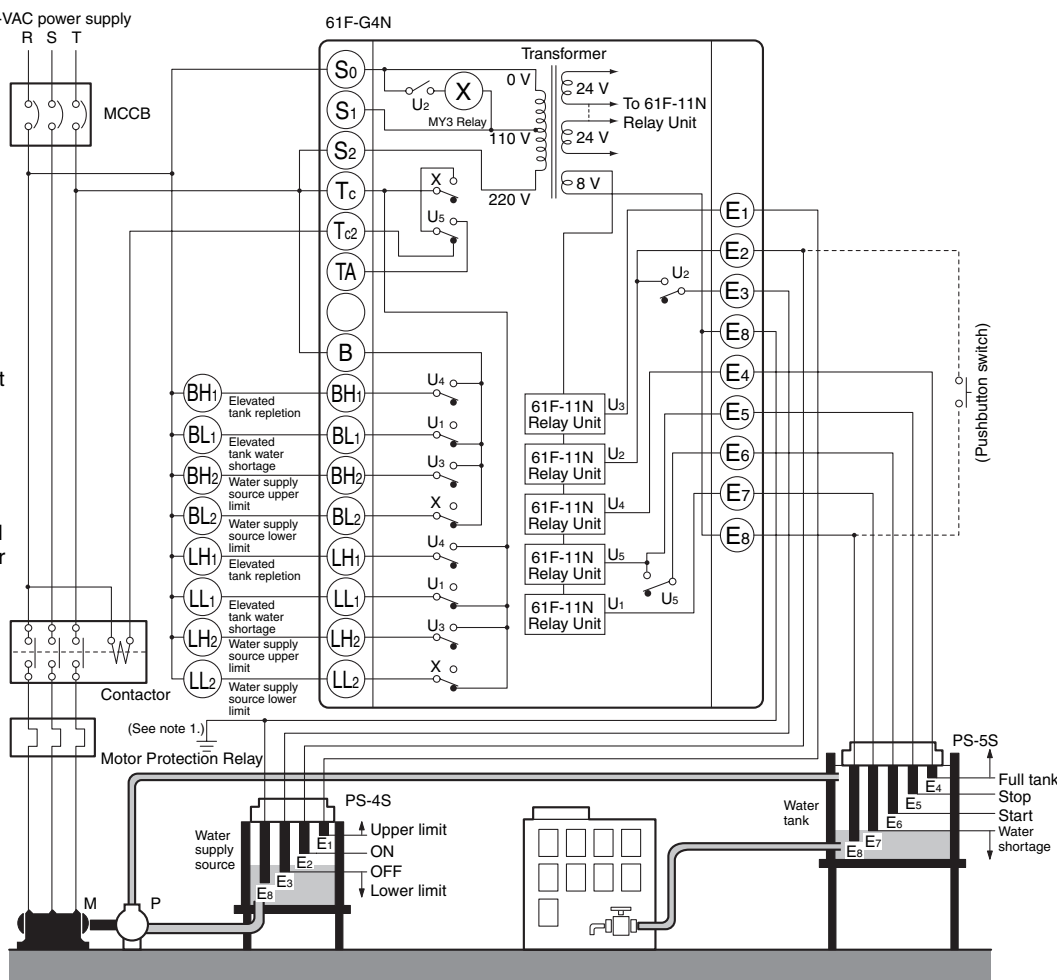 -VAC power supply
R S T
MCCB
61F-G4N
S0
S1
S2
Tc
Tc2
TA
B
BH1
BL1
BH2
BL2
LH1
LL1
LH2
LL2
U2
X
MY3 Relay
Transformer
0 V
110 V
220 V
24 V
24 V
8 V
To 61F-11N
Relay Unit
X
U5
U4
U1
U3
X
U4
U1
U3
X
61F-11N
Relay Unit
U3
61F-11N
Relay Unit
U2
61F-11N
Relay Unit
U4
61F-11N
Relay Unit
U5
61F-11N
Relay Unit
U1
U2
U5
E1
E2
E3
E8
E4
E5
E6
E7
E8
(Pushbutton switch)
t
l
r
BH1
Elevated
tank repletion
BL1
Elevated
tank water
shortage
BH2
Water supply
source upper
limit
BL2
Water supply
source lower
limit
LH1
Elevated
tank repletion
LL1
Elevated
tank water
shortage
LH2
Water supply
source upper
limit
LL2
Water supply
source lower
limit
Contactor
(See note 1.)
Motor Protection Relay
M
P
PS-4S
Water
supply
source
E1
E2
E3
E8
Upper limit
ON
OFF
Lower limit
PS-5S
Water
tank
E4
E5
E6
E7
E8
Full tank
Stop
Start
Water
shortage